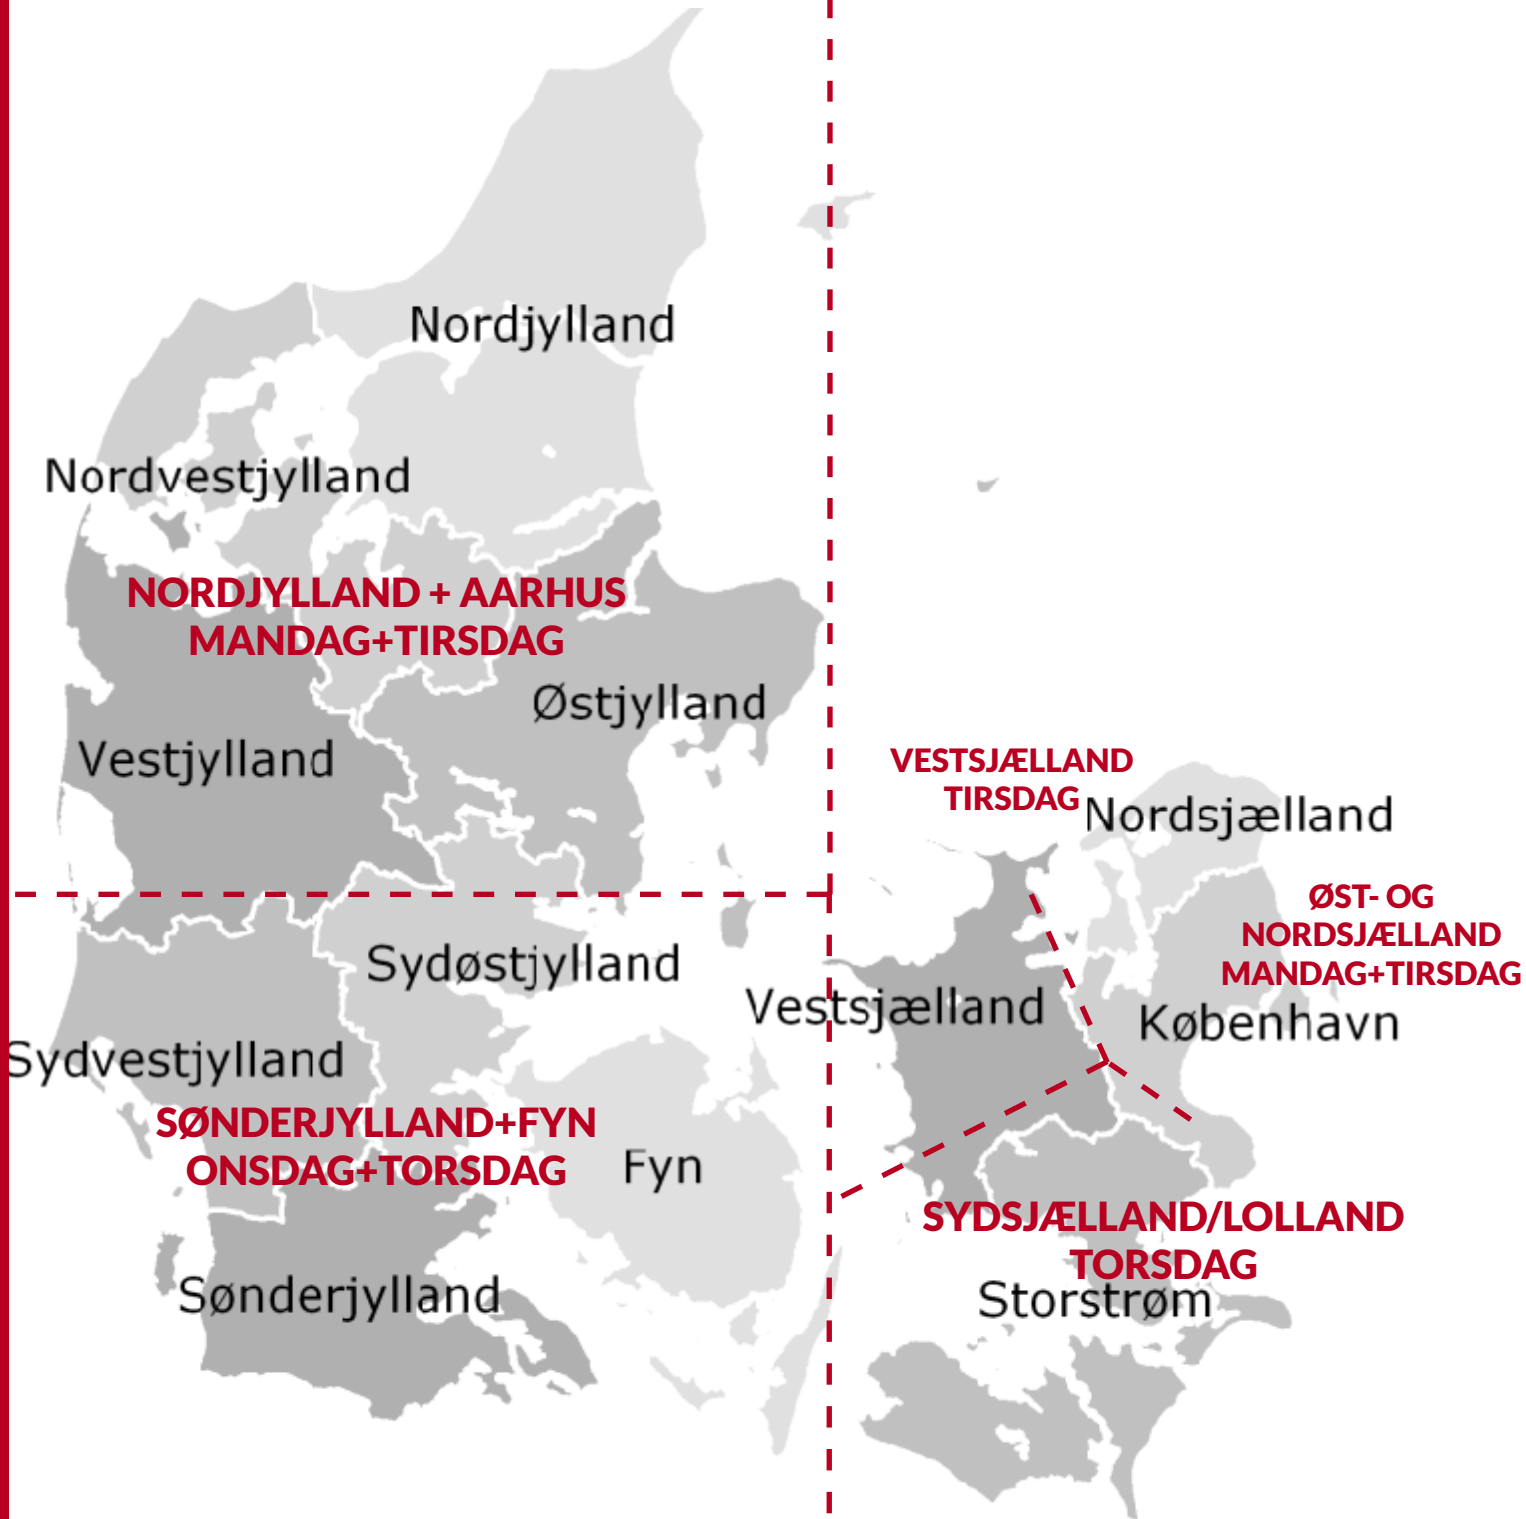 Nordjylland
Nordvestjylland
NORDJYLLAND + AARHUS
MANDAG+TIRSDAG
Østjylland
Vestjylland
VESTSJÆLLAND
TIRSDAG
Nordsjælland
ØST- OG
NORDSJÆLLAND
MANDAG+TIRSDAG
Sydøstjylland
Vestsjælland
København
Sydvestjylland
SØNDERJYLLAND+FYN
ONSDAG+TORSDAG
Fyn
SYDSJÆLLAND/LOLLAND
TORSDAG
Sønderjylland
Storstrøm